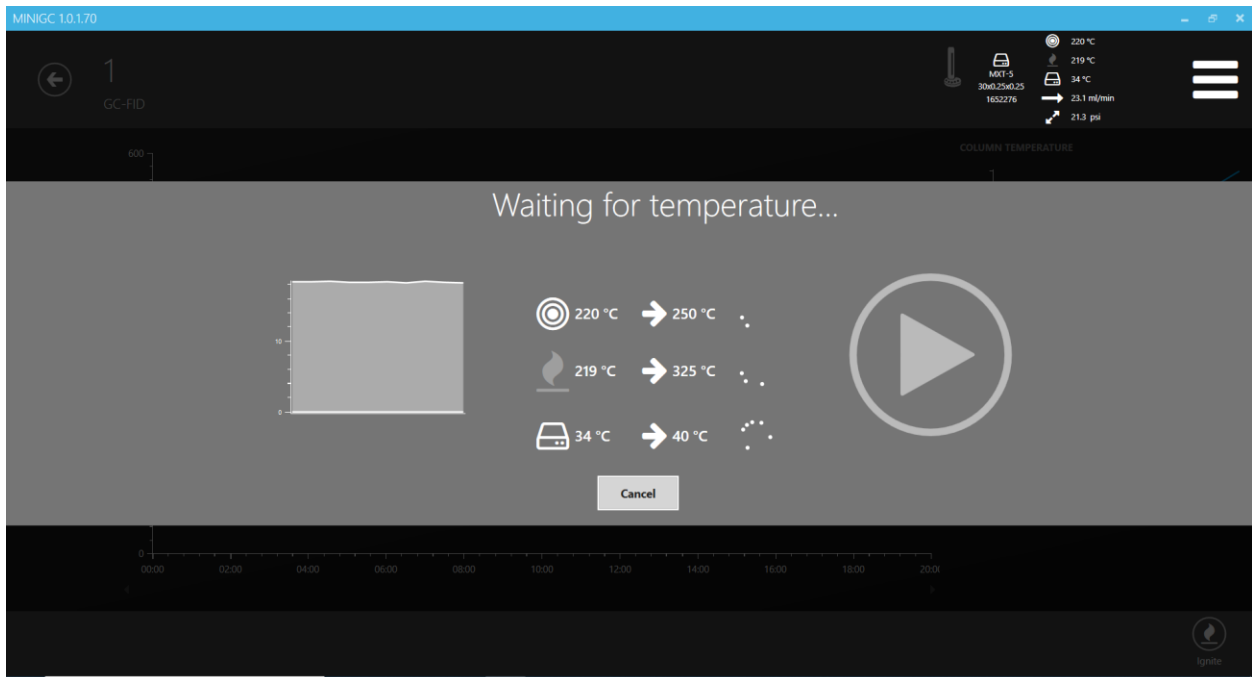 MINIGC 1.0.1.70
1
GC-FID
MXT-5
30x0.25x0.25
1652276
220 °C
219 °C
34 °C
23.1 ml/min
21.3 psi
600
COLUMN TEMPERATURE
1
Waiting for temperature...
10
0
220 °C 250 °C
219 °C 325 °C
34 °C 40 °C
Cancel
0
00:00 02:00 04:00 06:00 08:00 10:00 12:00 14:00 16:00 18:00 20:0
Ignite